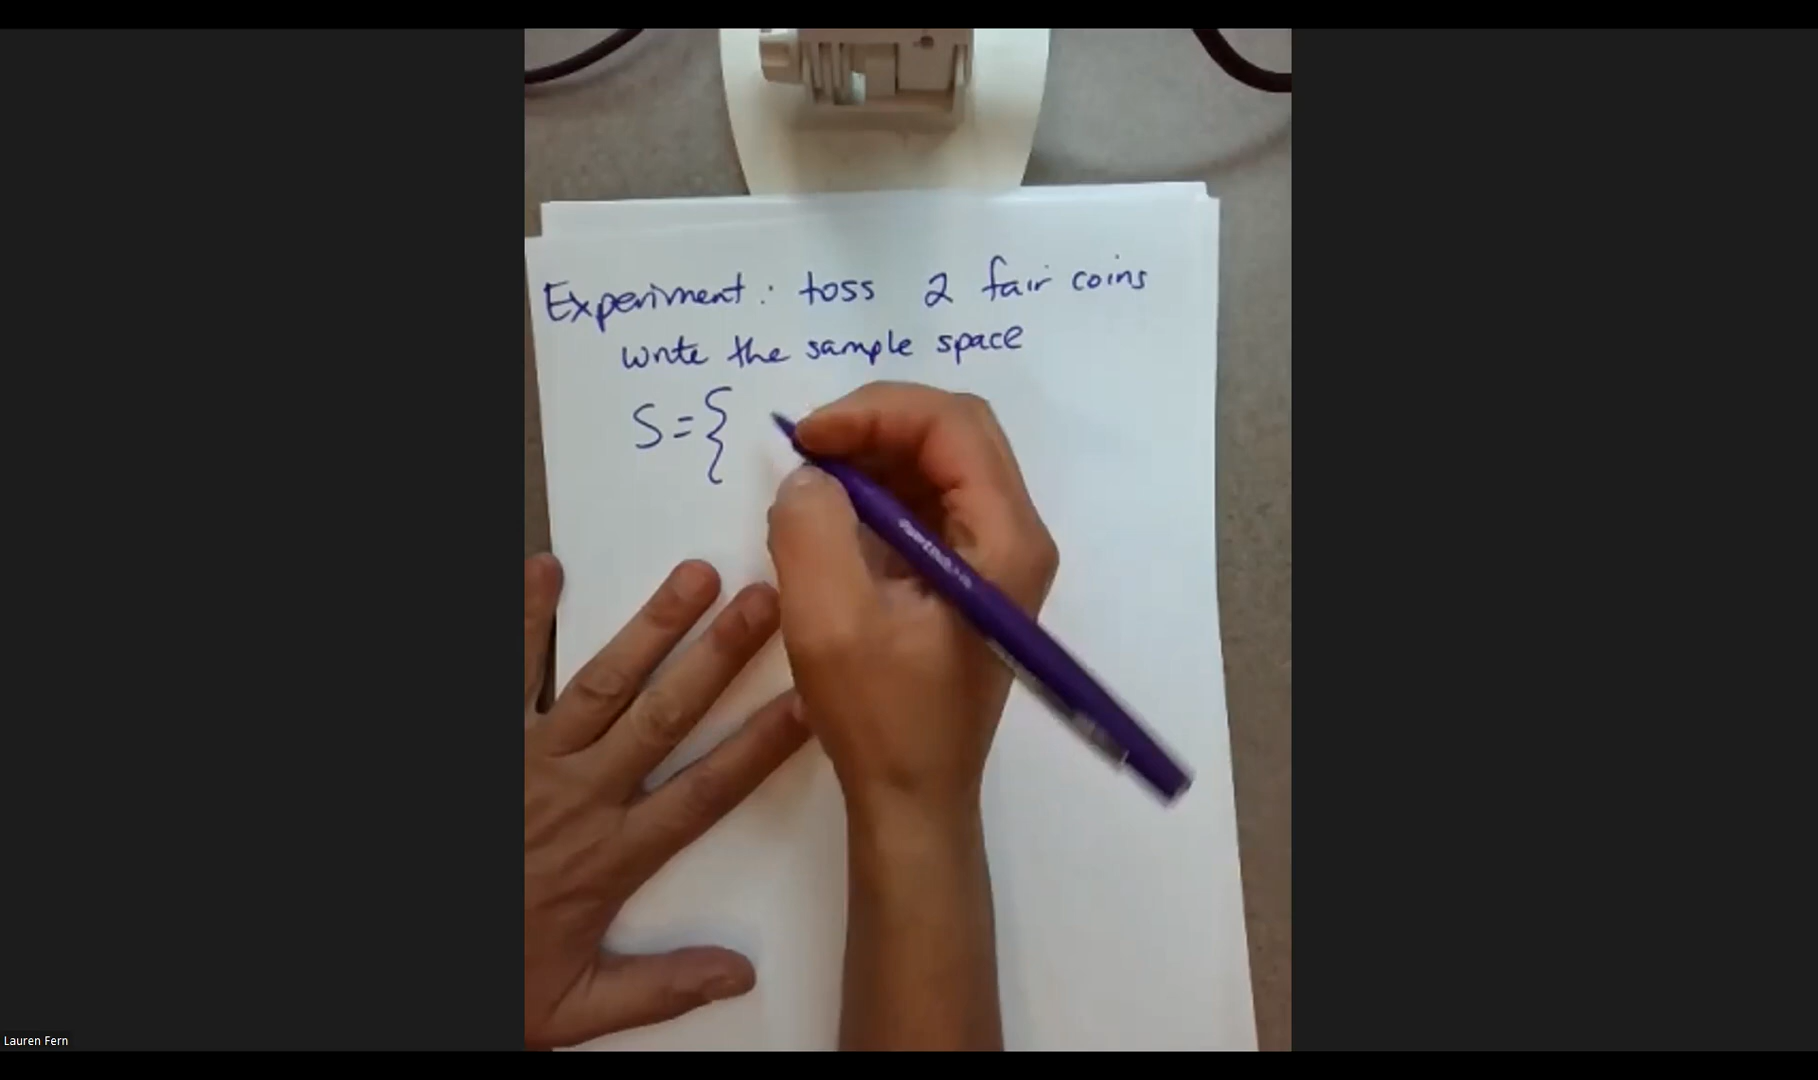 Experiment: toss 2 fair coins
write the sample space
S={
Lauren Fern